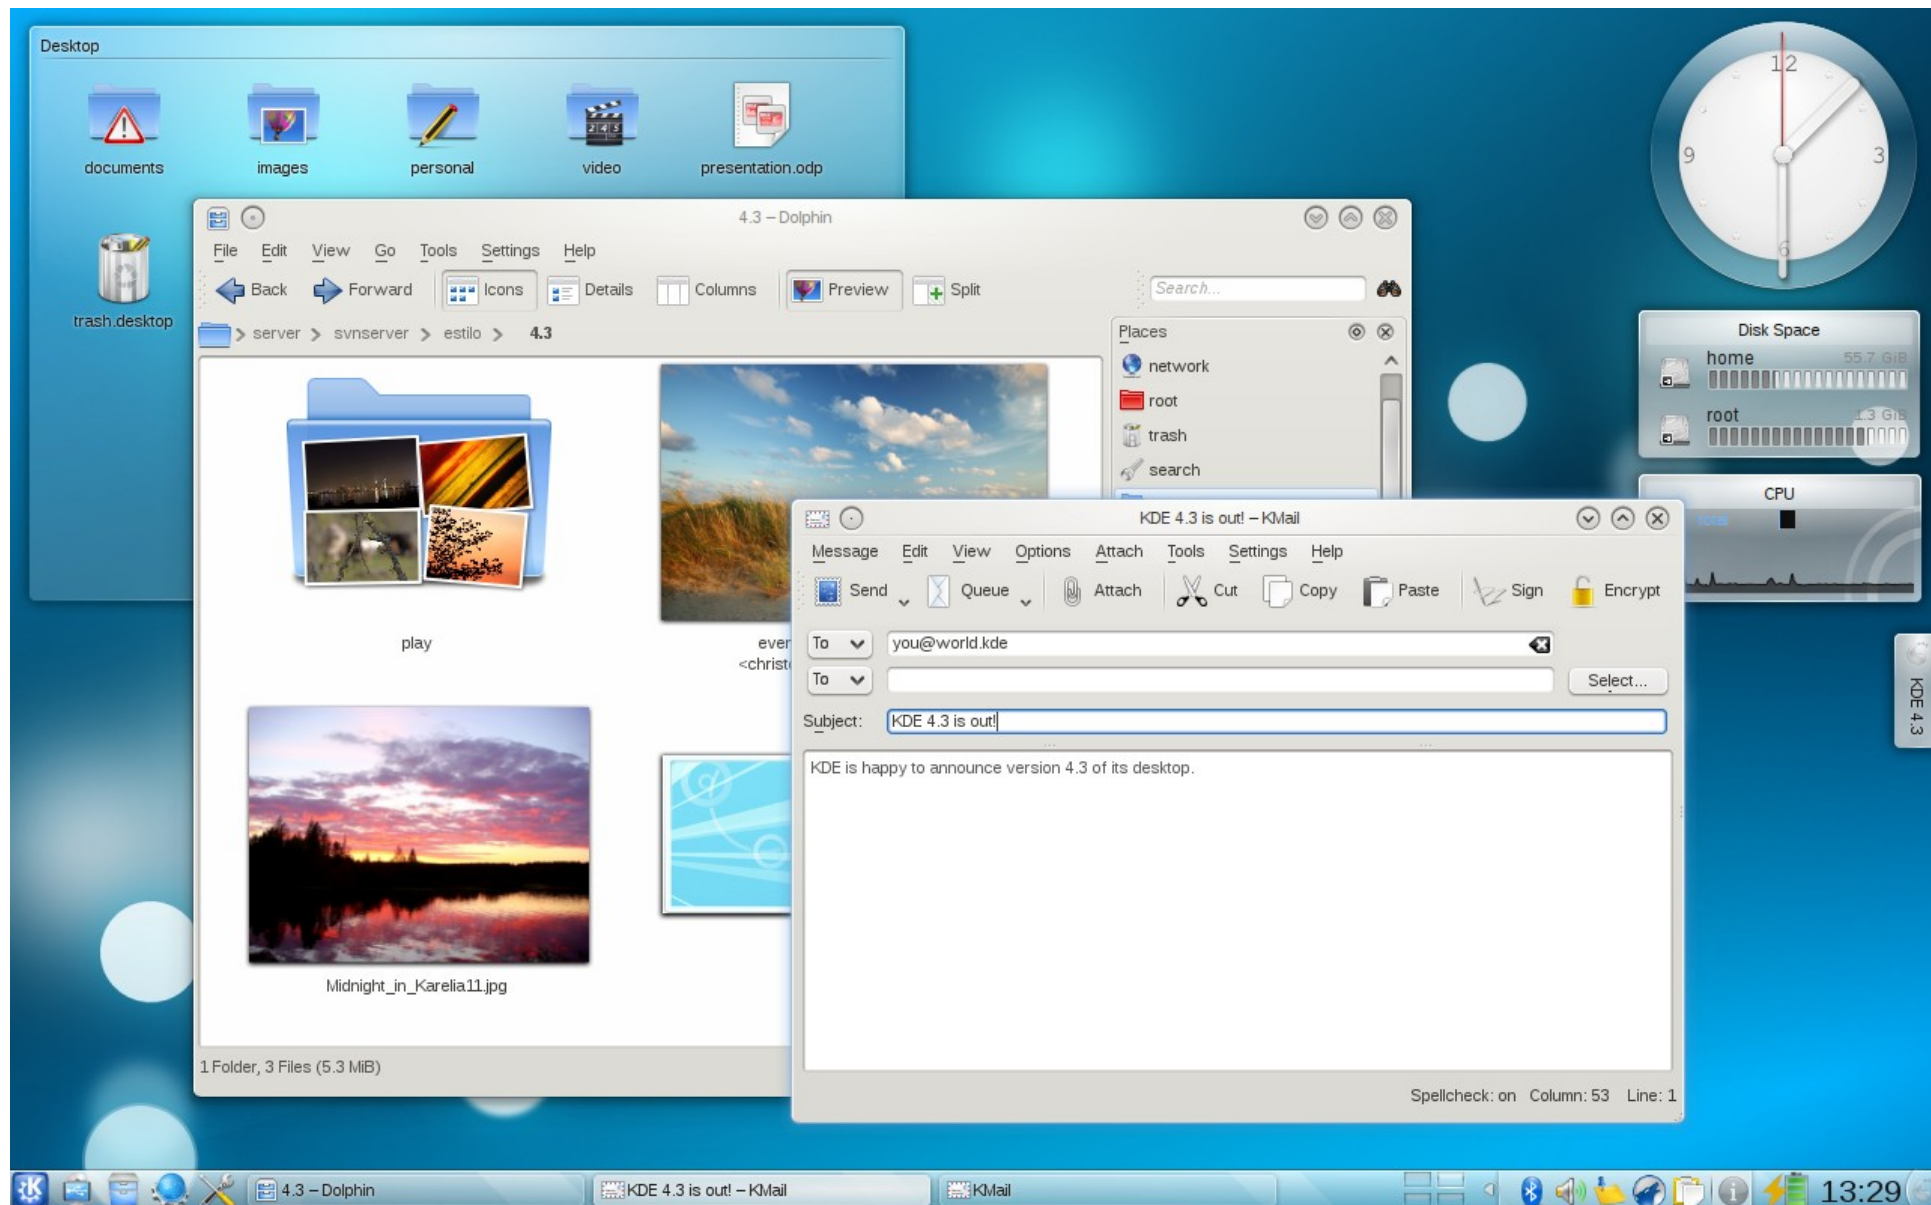 Desktop
documents images personal video presentation.odp
trash.desktop
4.3 – Dolphin
File Edit View Go Tools Settings Help
Back Forward Icons Details Columns Preview Split Search...
server svnserver estilo 4.3
Places
network
root
trash
search
play
Midnight_in_Karelia11.jpg
1 Folder, 3 Files (5.3 MiB)
KDE 4.3 is out! – KMail
Message Edit View Options Attach Tools Settings Help
Send Queue Attach Cut Copy Paste Sign Encrypt
To you@world.kde
To Select...
Subject: KDE 4.3 is out!
KDE is happy to announce version 4.3 of its desktop.
Spellcheck: on Column: 53 Line: 1
12
9 3
6
Disk Space
home 55.7 GiB
root 1.3 GiB
CPU
total
KDE 4.3
4.3 – Dolphin KDE 4.3 is out! – KMail KMail 13:29